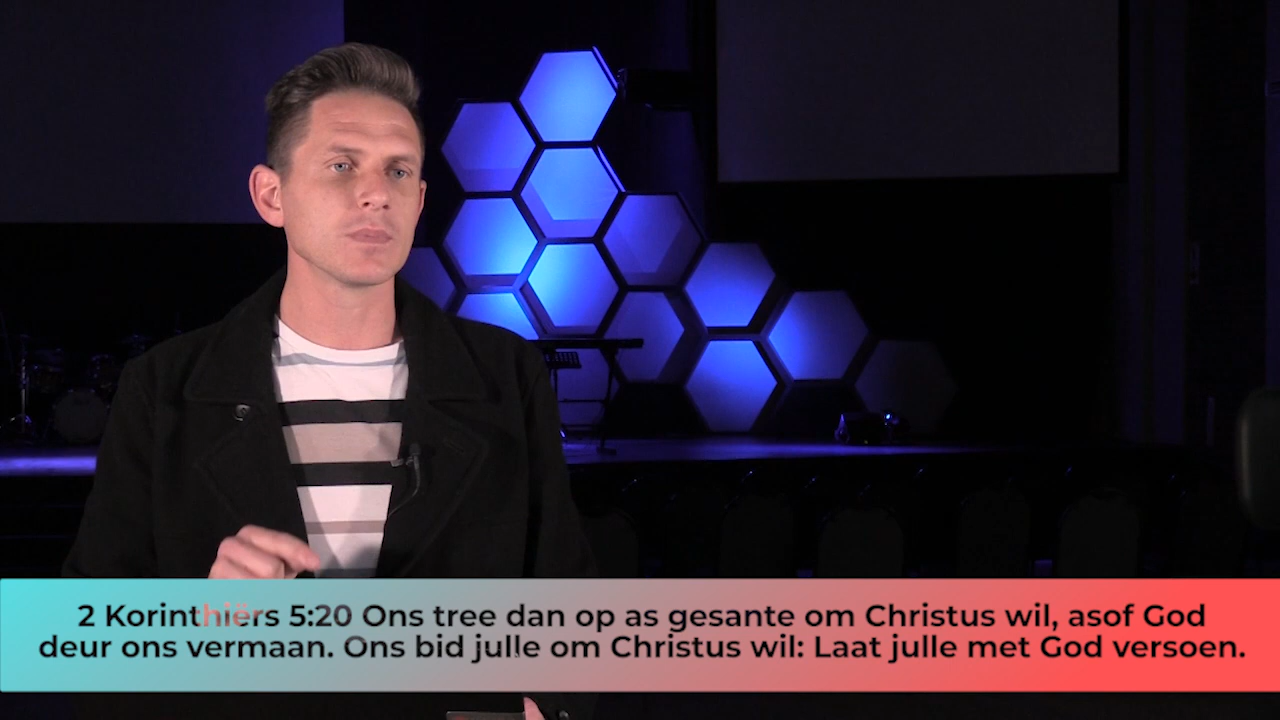 2 Korinthiërs 5:20 Ons tree dan op as gesante om Christus wil, asof God
deur ons vermaan. Ons bid julle om Christus wil: Laat julle met God versoen.